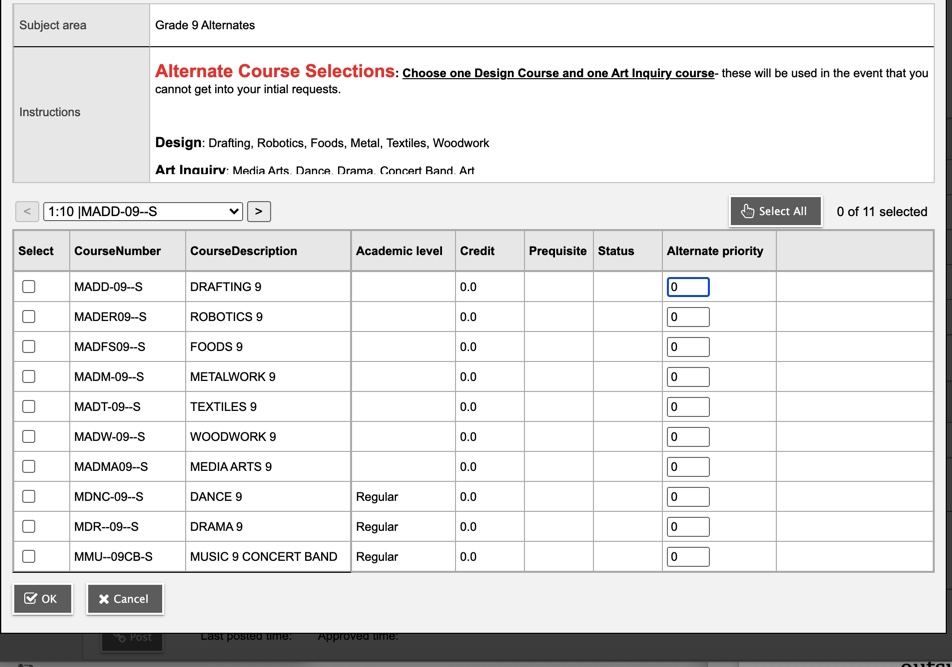 Subject area Grade 9 Alternates
Alternate Course Selections: Choose one Design Course and one Art Inquiry course- these will be used in the event that you
cannot get into your intial requests.
Instructions
Design: Drafting, Robotics, Foods, Metal, Textiles, Woodwork
Art Inquiry: Media Arts, Dance, Drama, Concert Band, Art
< 1:10 |MADD-09--S > Select All 0 of 11 selected
Select CourseNumber CourseDescription Academic level Credit Prequisite Status Alternate priority
MADD-09--S DRAFTING 9 0.0 0
MADER09--S ROBOTICS 9 0.0 0
MADFS09--S FOODS 9 0.0 0
MADM-09--S METALWORK 9 0.0 0
MADT-09--S TEXTILES 9 0.0 0
MADW-09--S WOODWORK 9 0.0 0
MADMA09--S MEDIA ARTS 9 0.0 0
MDNC-09--S DANCE 9 Regular 0.0 0
MDR--09--S DRAMA 9 Regular 0.0 0
MMU--09CB-S MUSIC 9 CONCERT BAND Regular 0.0 0
OK Cancel
Post Last posted time: Approved time: